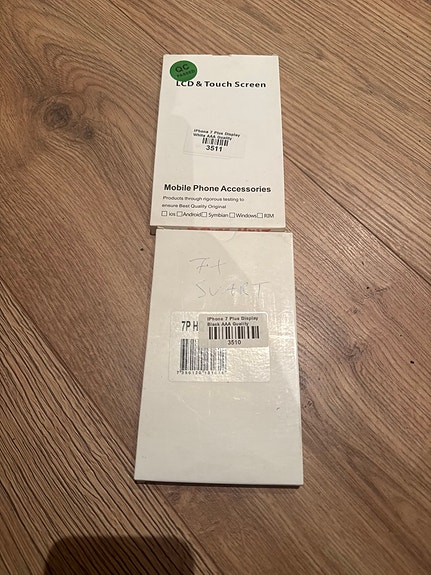 QC
PASSED
LCD & Touch Screen
iPhone 7 Plus Display
White AAA Quality
3511
Mobile Phone Accessories
Products through rigorous testing to
ensure Best Quality Original
ios Android Symbian Windows RIM
7+
7P H
iPhone 7 Plus Display
Black AAA Quality
3510